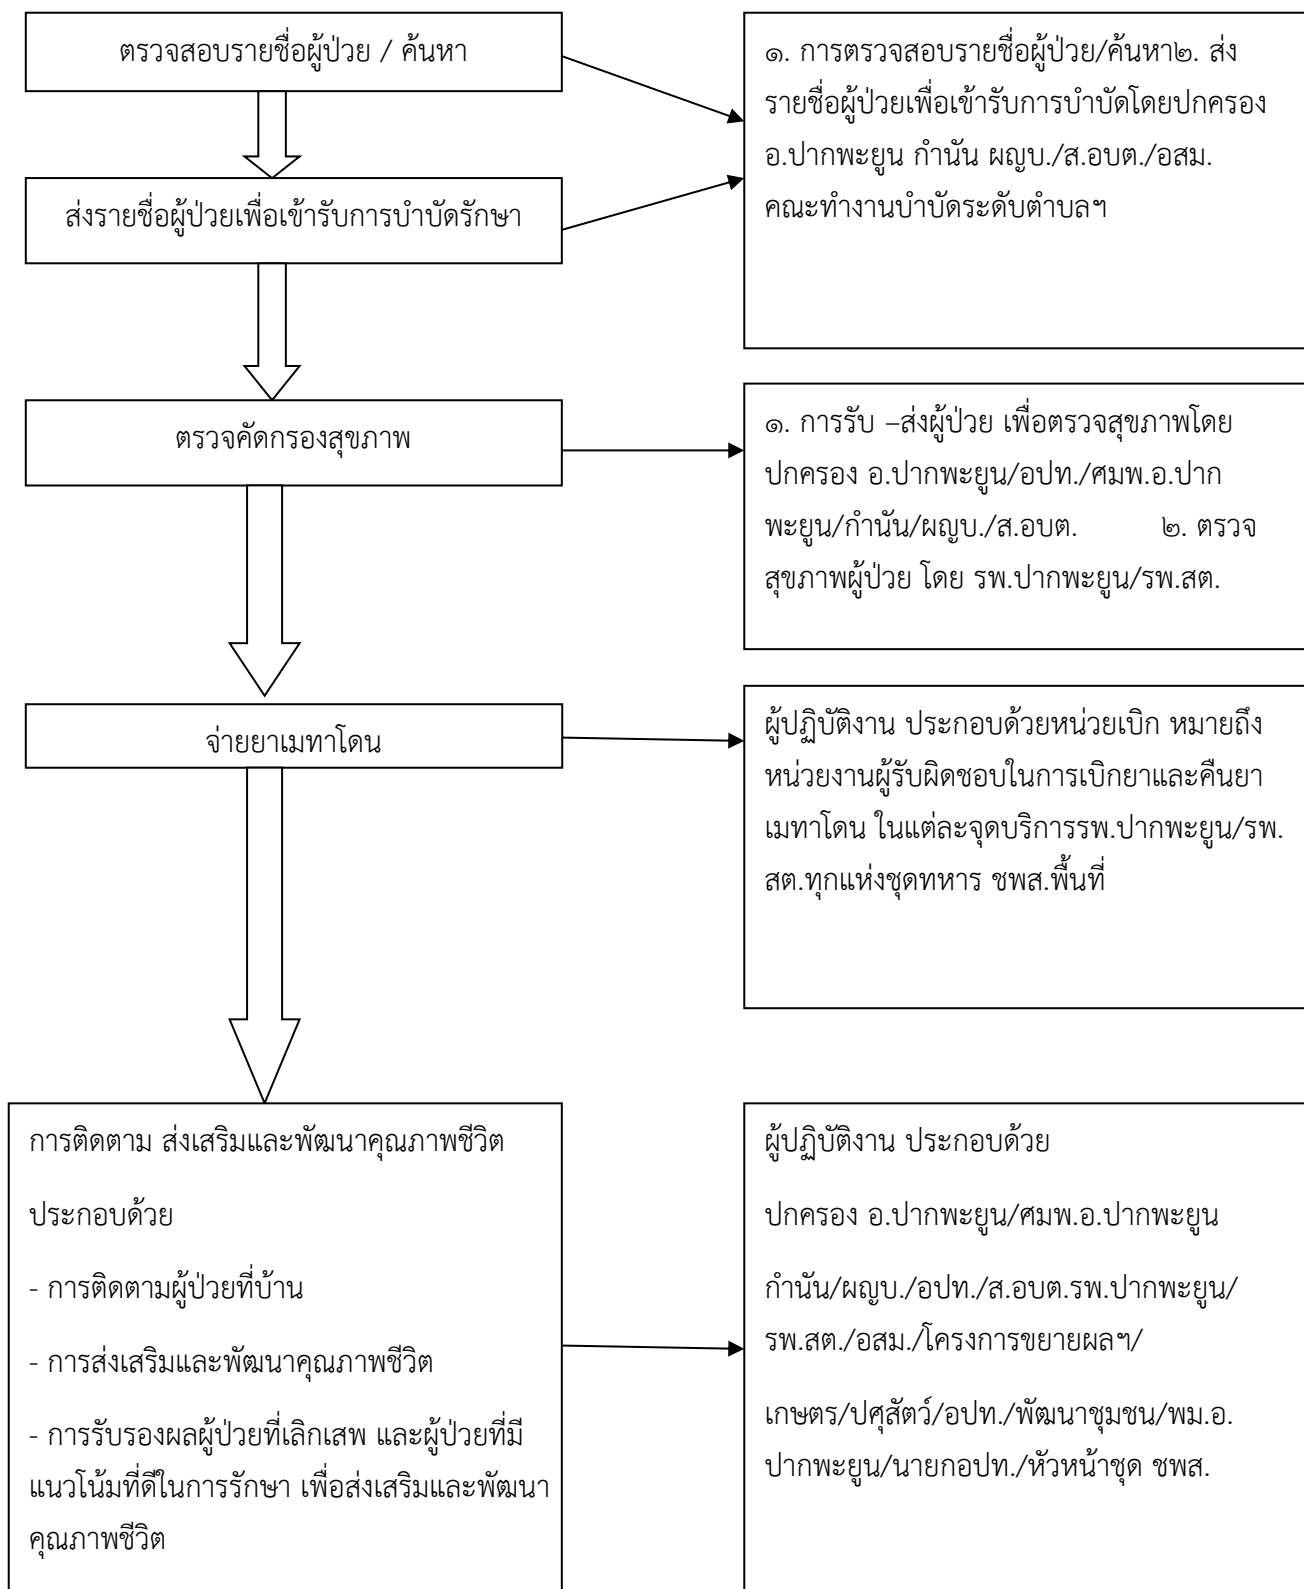 ตรวจสอบรายชื่อผู้ป่วย / ค้นหา
๑. การตรวจสอบรายชื่อผู้ป่วย/ค้นหา๒. ส่ง
รายชื่อผู้ป่วยเพื่อเข้ารับการบำบัดโดยปกครอง
อ.ปากพะยูน กำนัน ผญบ./ส.อบต./อสม.
คณะทำงานบำบัดระดับตำบลฯ
ส่งรายชื่อผู้ป่วยเพื่อเข้ารับการบำบัดรักษา
ตรวจคัดกรองสุขภาพ
๑. การรับ –ส่งผู้ป่วย เพื่อตรวจสุขภาพโดย
ปกครอง อ.ปากพะยูน/อปท./ศมพ.อ.ปาก
พะยูน/กำนัน/ผญบ./ส.อบต. ๒. ตรวจ
สุขภาพผู้ป่วย โดย รพ.ปากพะยูน/รพ.สต.
จ่ายยาเมทาโดน
ผู้ปฏิบัติงาน ประกอบด้วยหน่วยเบิก หมายถึง
หน่วยงานผู้รับผิดชอบในการเบิกยาและคืนยา
เมทาโดน ในแต่ละจุดบริการรพ.ปากพะยูน/รพ.
สต.ทุกแห่งชุดทหาร ชพส.พื้นที่
การติดตาม ส่งเสริมและพัฒนาคุณภาพชีวิต
ประกอบด้วย
- การติดตามผู้ป่วยที่บ้าน
- การส่งเสริมและพัฒนาคุณภาพชีวิต
- การรับรองผลผู้ป่วยที่เลิกเสพ และผู้ป่วยที่มี
แนวโน้มที่ดีในการรักษา เพื่อส่งเสริมและพัฒนา
คุณภาพชีวิต
ผู้ปฏิบัติงาน ประกอบด้วย
ปกครอง อ.ปากพะยูน/ศมพ.อ.ปากพะยูน
กำนัน/ผญบ./อปท./ส.อบต.รพ.ปากพะยูน/
รพ.สต./อสม./โครงการขยายผลฯ/
เกษตร/ปศุสัตว์/อปท./พัฒนาชุมชน/พม.อ.
ปากพะยูน/นายกอปท./หัวหน้าชุด ชพส.